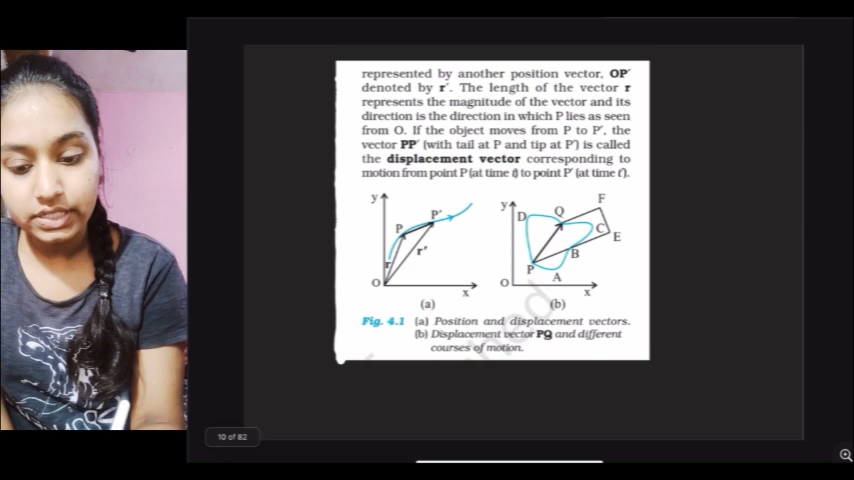 represented by another position vector, OP′
denoted by r′. The length of the vector r
represents the magnitude of the vector and its
direction is the direction in which P lies as seen
from O. If the object moves from P to P′, the
vector PP′ (with tail at P and tip at P′) is called
the displacement vector corresponding to
motion from point P (at time t) to point P′ (at time t′).
y
P
P′
r
r′
O
x
(a)
y
D
Q
F
C
E
B
P
A
O
x
(b)
Fig. 4.1 (a) Position and displacement vectors.
(b) Displacement vector PQ and different
courses of motion.
10 of 82